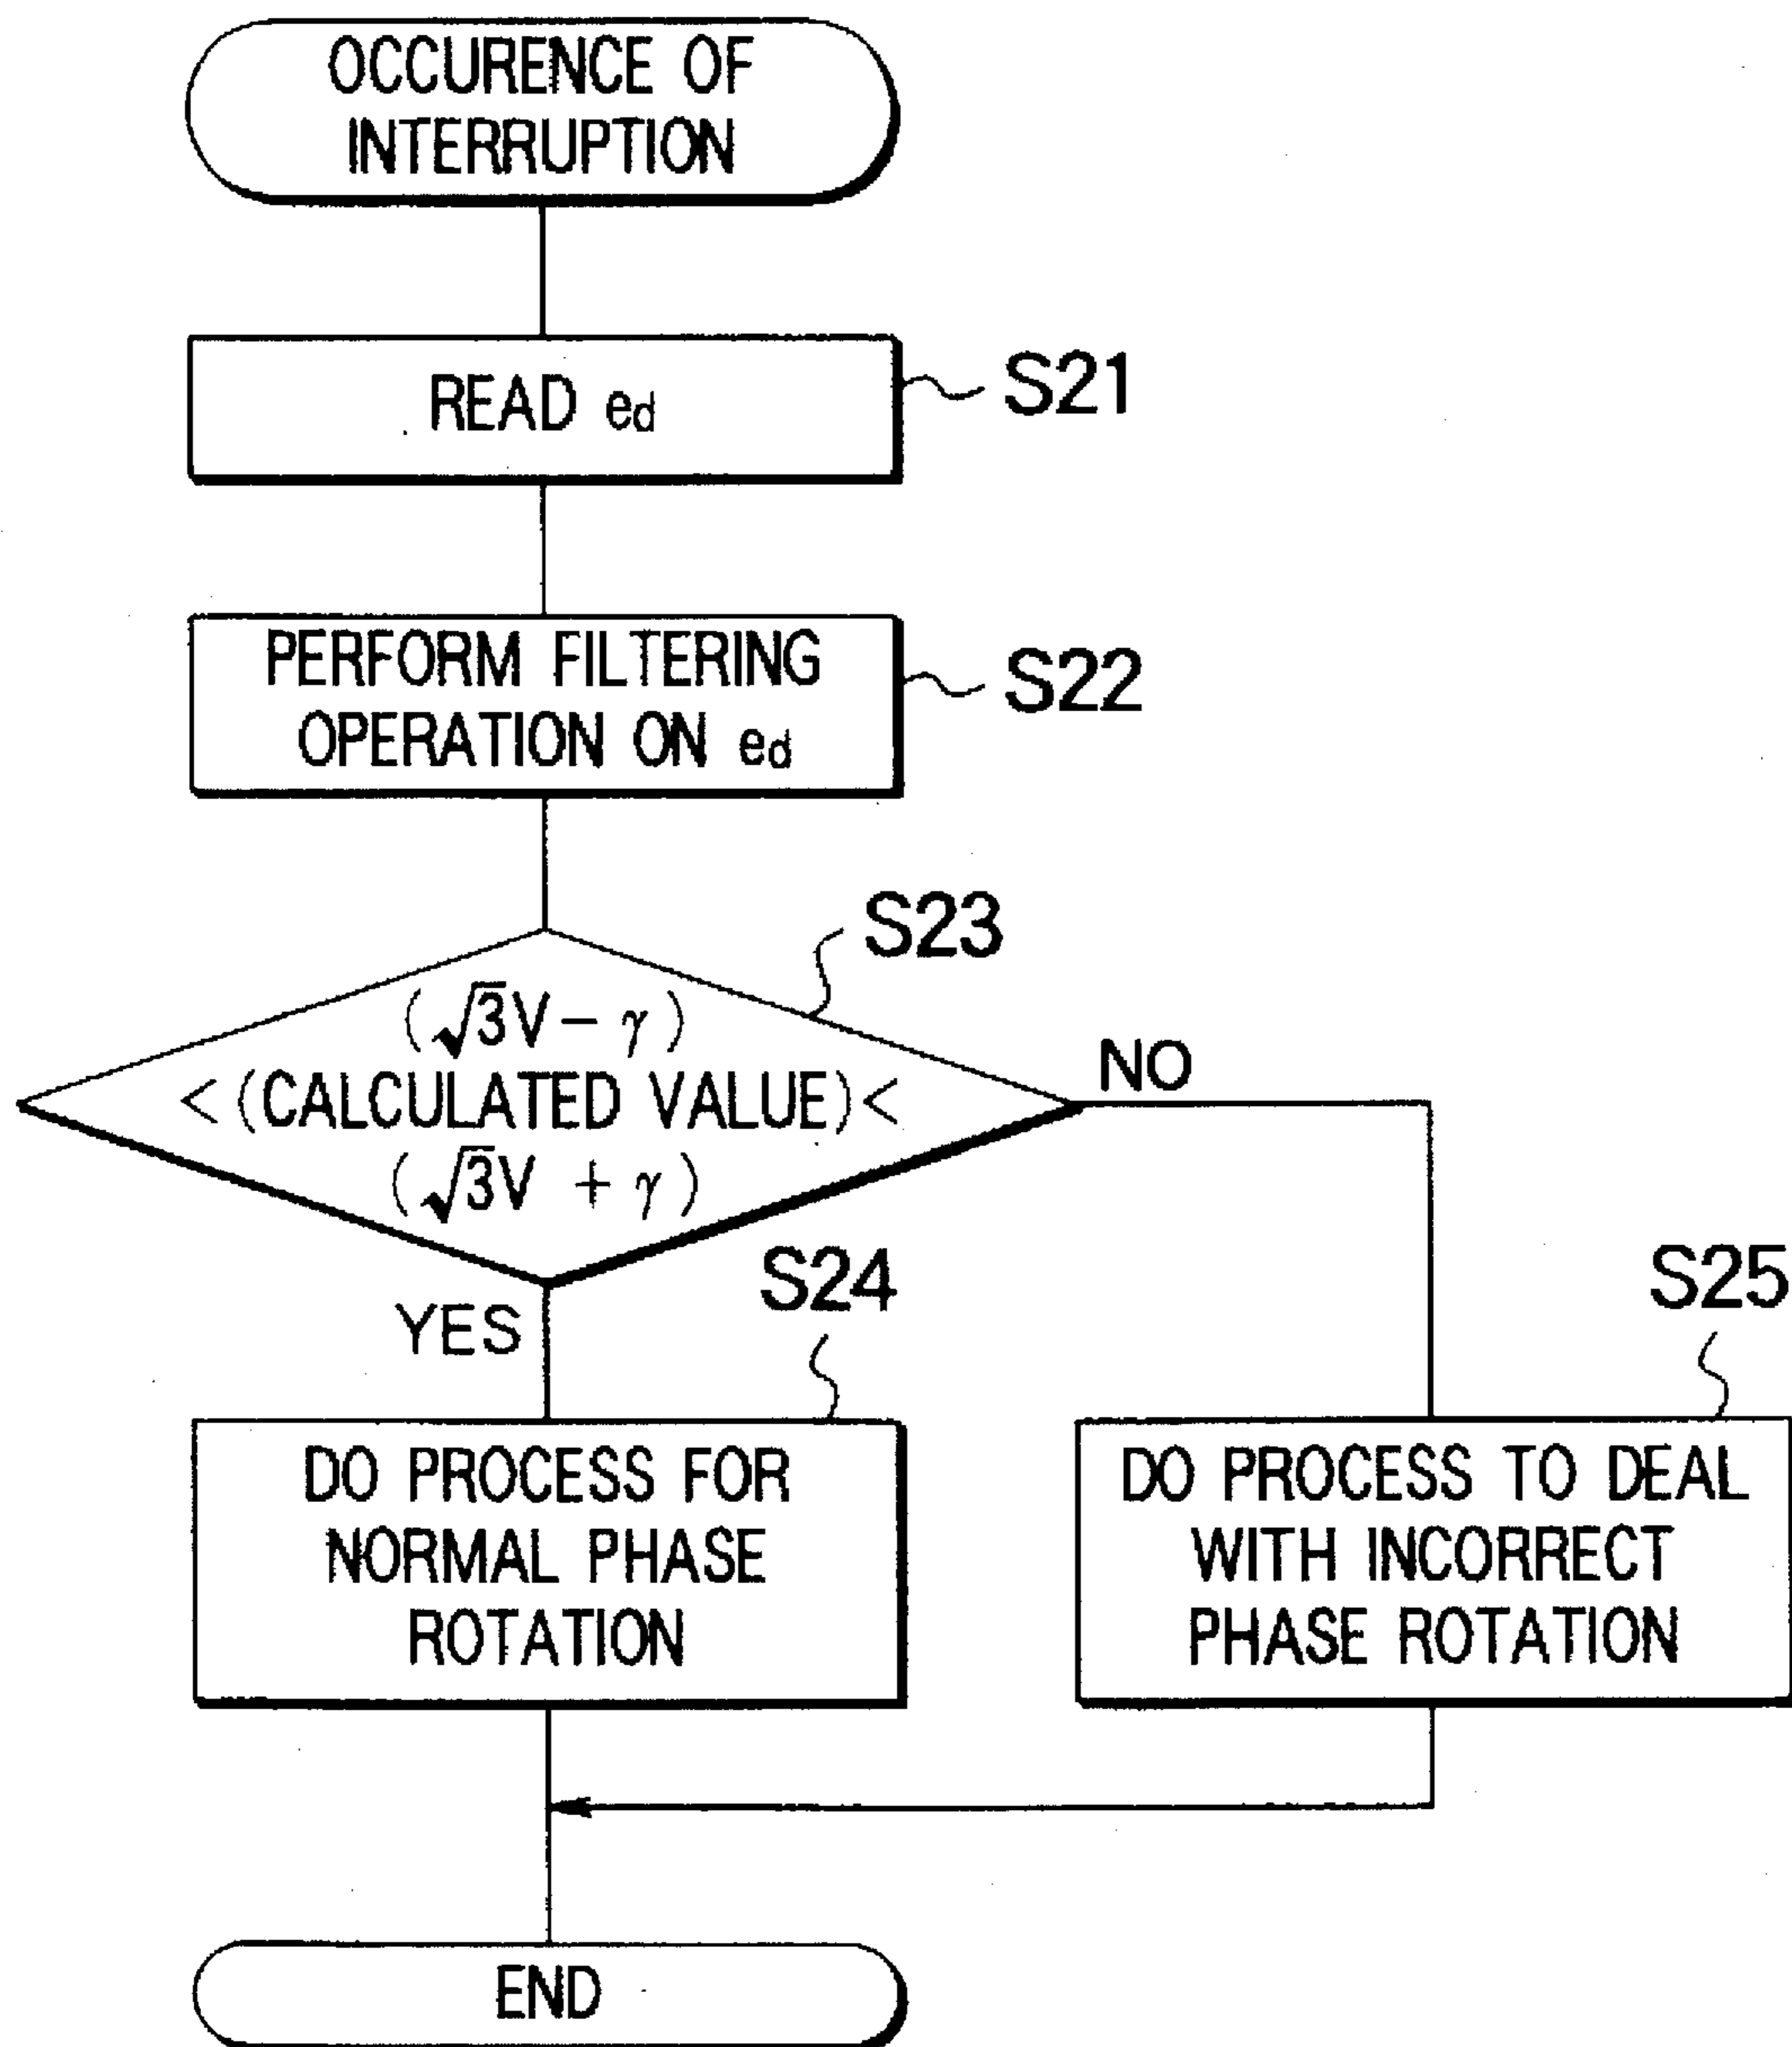 OCCURENCE OF
INTERRUPTION
READ ed
S21
PERFORM FILTERING
OPERATION ON ed
S22
S23
(√3V − γ)
< (CALCULATED VALUE) <
(√3V + γ)
NO
YES
S24
S25
DO PROCESS FOR
NORMAL PHASE
ROTATION
DO PROCESS TO DEAL
WITH INCORRECT
PHASE ROTATION
END